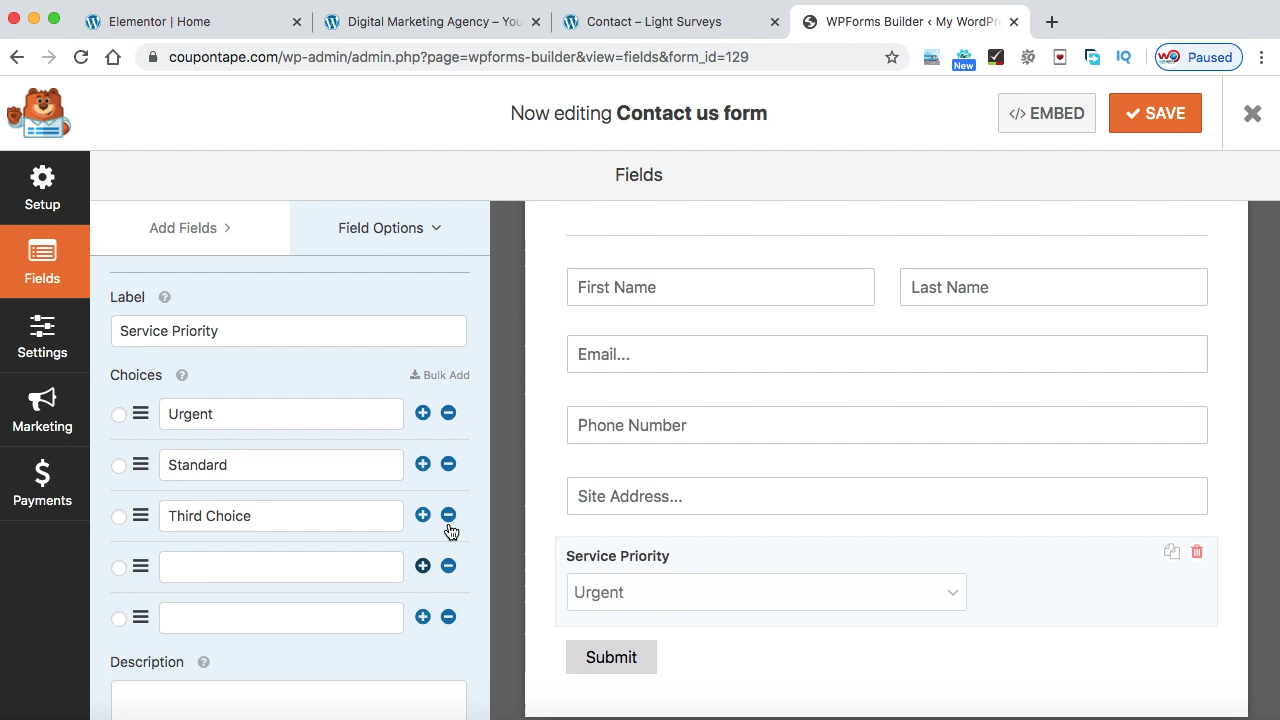 Elementor | Home
Digital Marketing Agency – You
Contact – Light Surveys
WPForms Builder ‹ My WordPre
coupontape.com/wp-admin/admin.php?page=wpforms-builder&view=fields&form_id=129
New
IQ
Paused
Now editing Contact us form
</> EMBED
SAVE
Setup
Fields
Settings
Marketing
Payments
Fields
Add Fields
Field Options
Label
Service Priority
Choices
Bulk Add
Urgent
Standard
Third Choice
Description
First Name
Last Name
Email...
Phone Number
Site Address...
Service Priority
Urgent
Submit